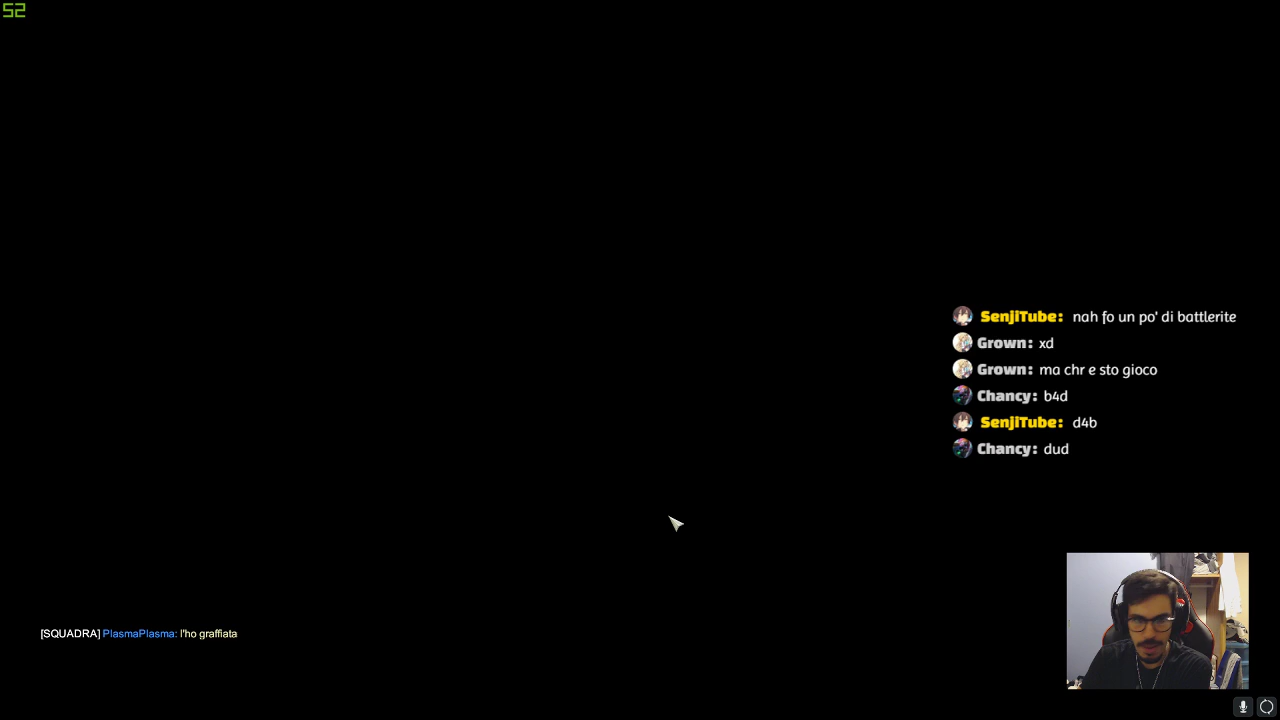 52
SenjiTube: nah fo un po' di battlerite
Grown: xd
Grown: ma chr e sto gioco
Chancy: b4d
SenjiTube: d4b
Chancy: dud
[SQUADRA] PlasmaPlasma: l'ho graffiata